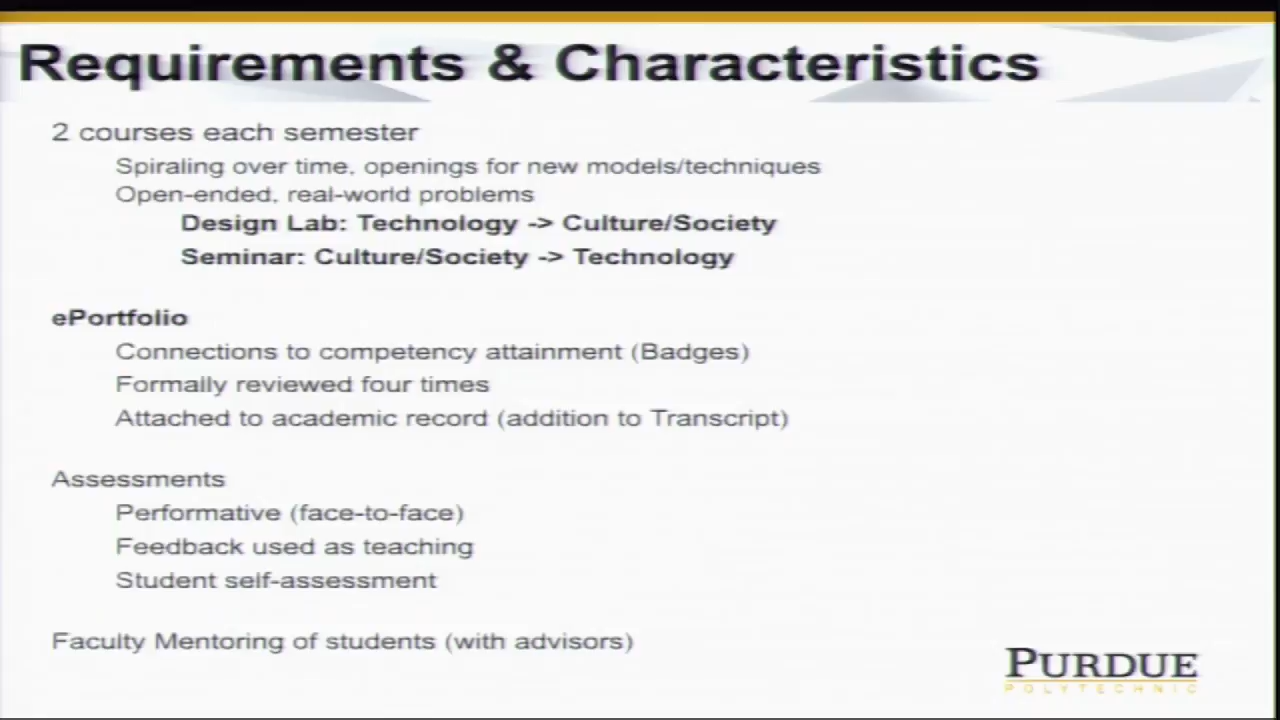 Requirements & Characteristics
2 courses each semester
Spiraling over time, openings for new models/techniques
Open-ended, real-world problems
Design Lab: Technology -> Culture/Society
Seminar: Culture/Society -> Technology
ePortfolio
Connections to competency attainment (Badges)
Formally reviewed four times
Attached to academic record (addition to Transcript)
Assessments
Performative (face-to-face)
Feedback used as teaching
Student self-assessment
Faculty Mentoring of students (with advisors)
PURDUE
POLYTECHNIC